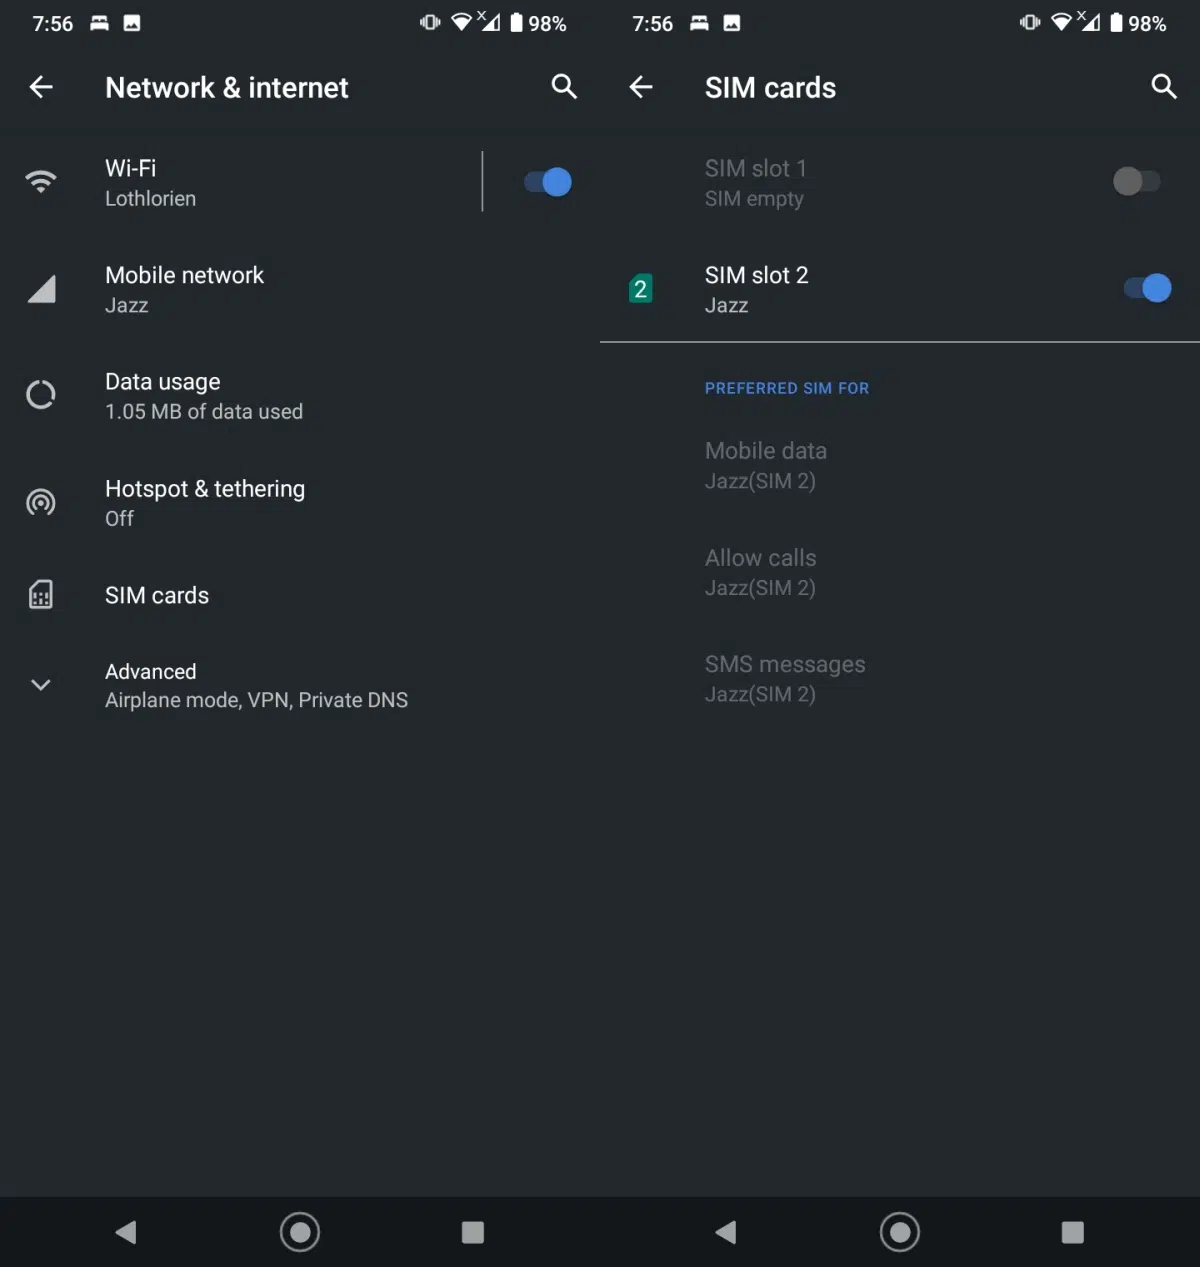 7:56
98%
Network & internet
Wi-Fi
Lothlorien
Mobile network
Jazz
Data usage
1.05 MB of data used
Hotspot & tethering
Off
SIM cards
Advanced
Airplane mode, VPN, Private DNS
7:56
98%
SIM cards
SIM slot 1
SIM empty
2
SIM slot 2
Jazz
PREFERRED SIM FOR
Mobile data
Jazz(SIM 2)
Allow calls
Jazz(SIM 2)
SMS messages
Jazz(SIM 2)